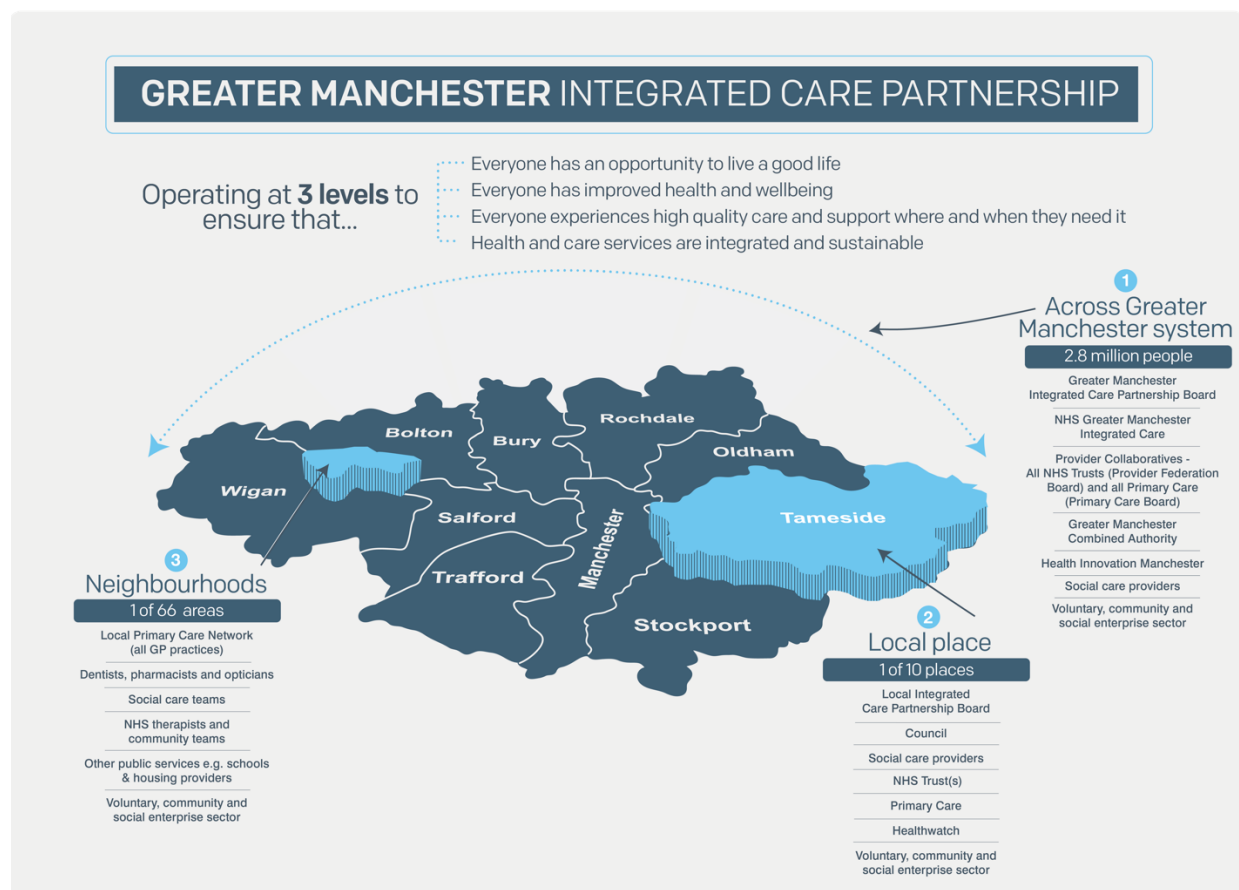 GREATER MANCHESTER INTEGRATED CARE PARTNERSHIP
Operating at 3 levels to
ensure that...
Everyone has an opportunity to live a good life
Everyone has improved health and wellbeing
Everyone experiences high quality care and support where and when they need it
Health and care services are integrated and sustainable
1
Across Greater
Manchester system
2.8 million people
Greater Manchester
Integrated Care Partnership Board
NHS Greater Manchester
Integrated Care
Provider Collaboratives -
All NHS Trusts (Provider Federation
Board) and all Primary Care
(Primary Care Board)
Greater Manchester
Combined Authority
Health Innovation Manchester
Social care providers
Voluntary, community and
social enterprise sector
Wigan
Bolton
Bury
Rochdale
Oldham
Salford
Trafford
Manchester
Tameside
Stockport
3
Neighbourhoods
1 of 66 areas
Local Primary Care Network
(all GP practices)
Dentists, pharmacists and opticians
Social care teams
NHS therapists and
community teams
Other public services e.g. schools
& housing providers
Voluntary, community and
social enterprise sector
2
Local place
1 of 10 places
Local Integrated
Care Partnership Board
Council
Social care providers
NHS Trust(s)
Primary Care
Healthwatch
Voluntary, community and
social enterprise sector